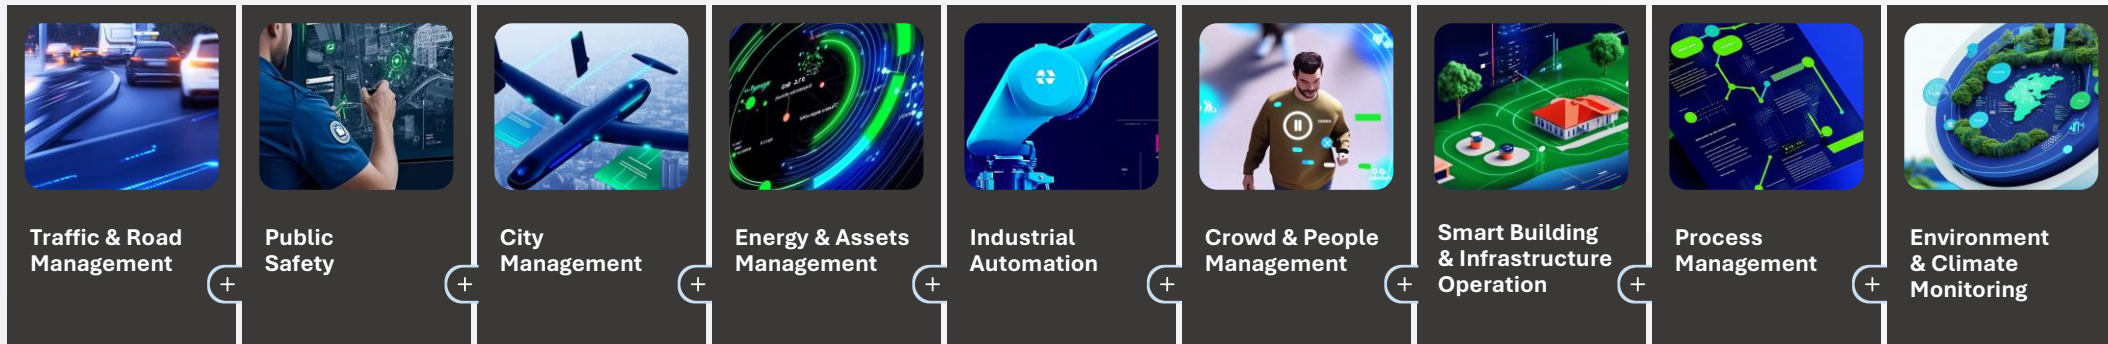 Traffic & Road
Management
+
Public
Safety
+
City
Management
+
Energy & Assets
Management
+
Industrial
Automation
+
Crowd & People
Management
+
Smart Building
& Infrastructure
Operation
+
Process
Management
+
Environment
& Climate
Monitoring